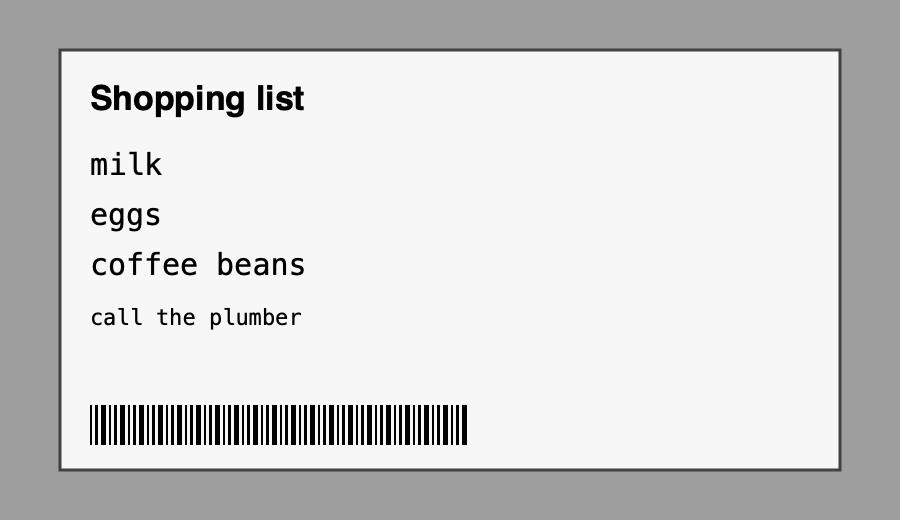 Shopping list
milk
eggs
coffee beans
call the plumber